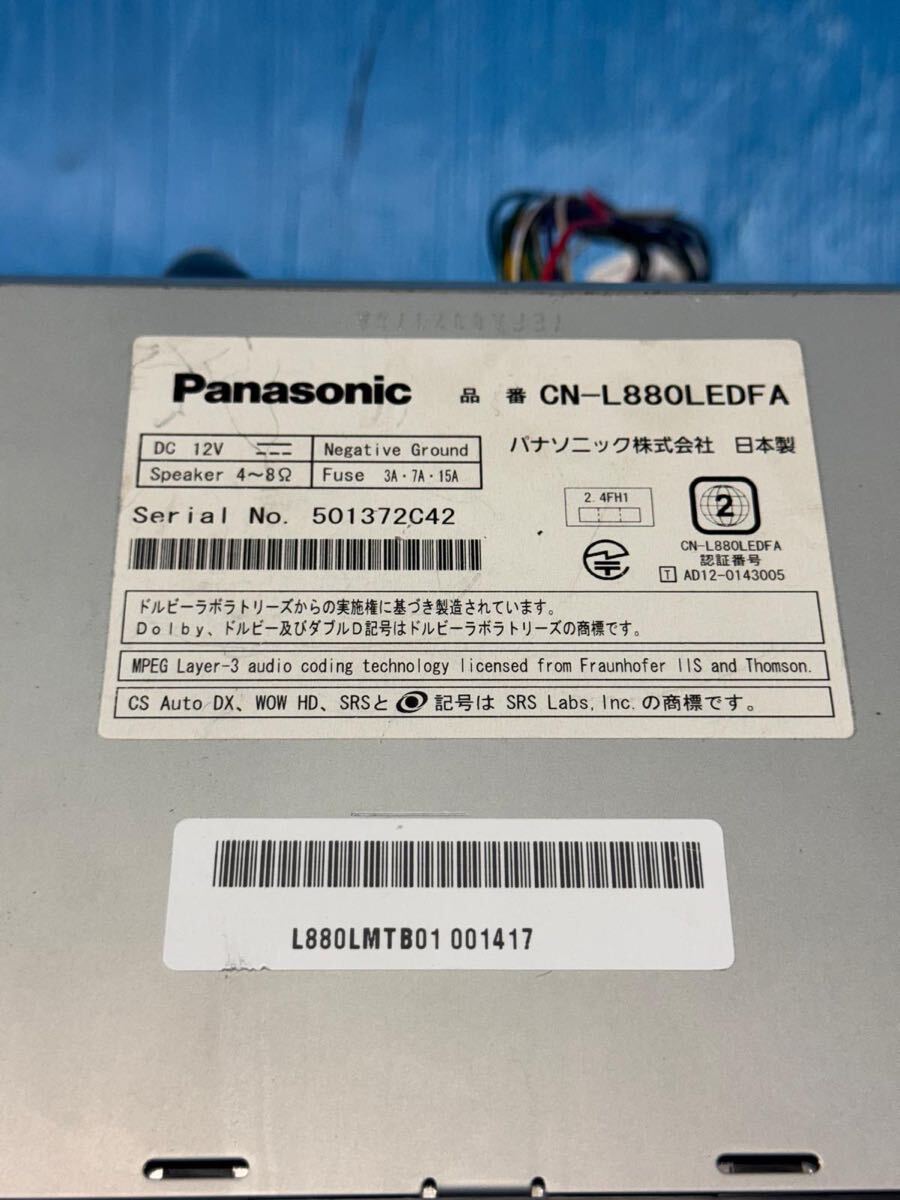 Panasonic 品番 CN-L880LEDFA
DC 12V Negative Ground
Speaker 4～8Ω Fuse 3A・7A・15A
パナソニック株式会社 日本製
Serial No. 501372C42
2.4FH1
2
CN-L880LEDFA
認証番号
T AD12-0143005
ドルビーラボラトリーズからの実施権に基づき製造されています。
Dolby、ドルビー及びダブルD記号はドルビーラボラトリーズの商標です。
MPEG Layer-3 audio coding technology licensed from Fraunhofer IIS and Thomson.
CS Auto DX、WOW HD、SRSと 記号は SRS Labs,Inc.の商標です。
L880LMTB01 001417